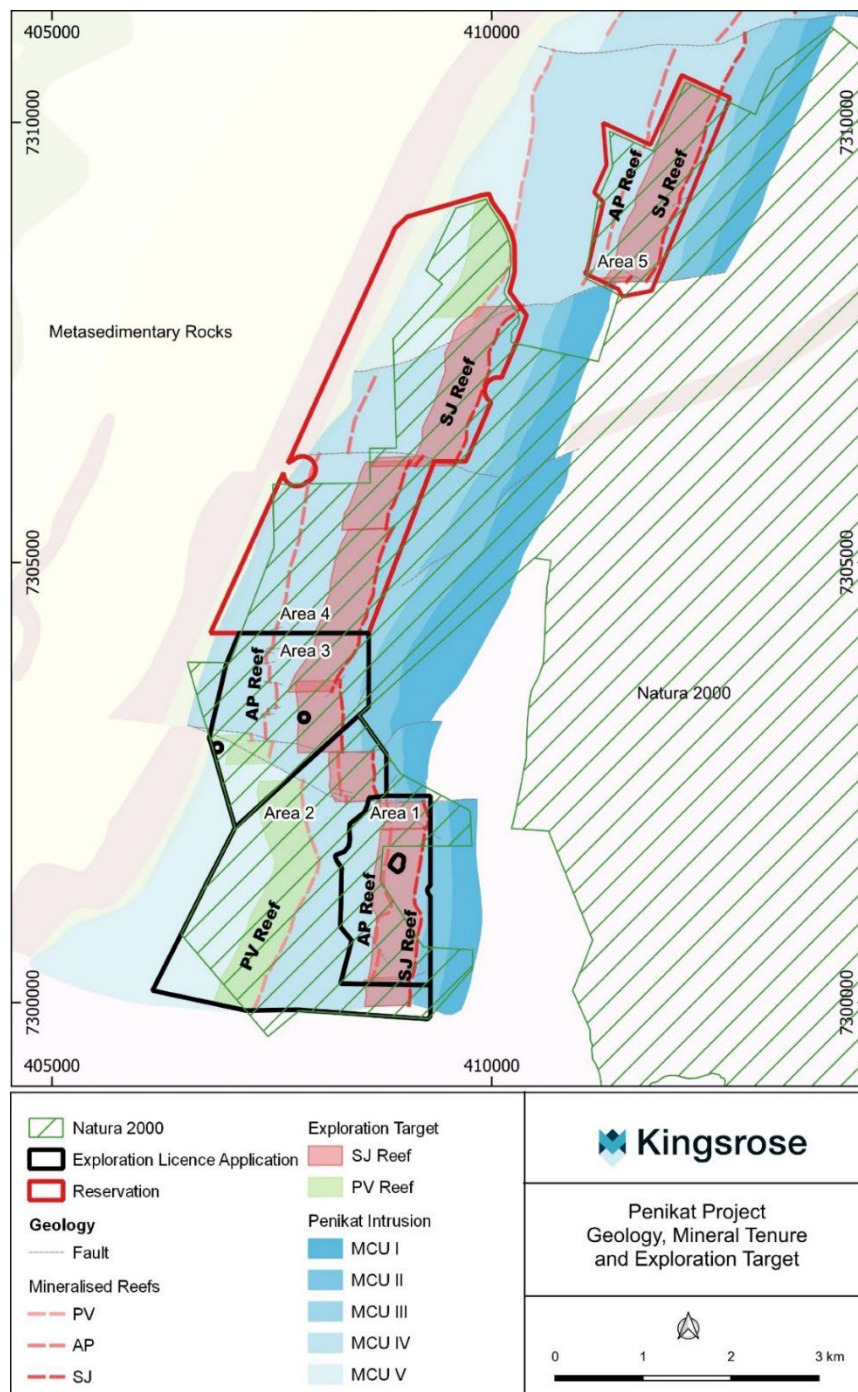 405000
410000
7310000
7310000
AP Reef
SJ Reef
Area 5
Metasedimentary Rocks
SJ Reef
7305000
7305000
Area 4
Area 3
AP Reef
Natura 2000
Area 2
Area 1
PV Reef
AP Reef
SJ Reef
7300000
7300000
405000
410000
Natura 2000
Exploration Licence Application
Reservation
Geology
Fault
Mineralised Reefs
PV
AP
SJ
Exploration Target
SJ Reef
PV Reef
Penikat Intrusion
MCU I
MCU II
MCU III
MCU IV
MCU V
Kingsrose
Penikat Project
Geology, Mineral Tenure
and Exploration Target
0 1 2 3 km